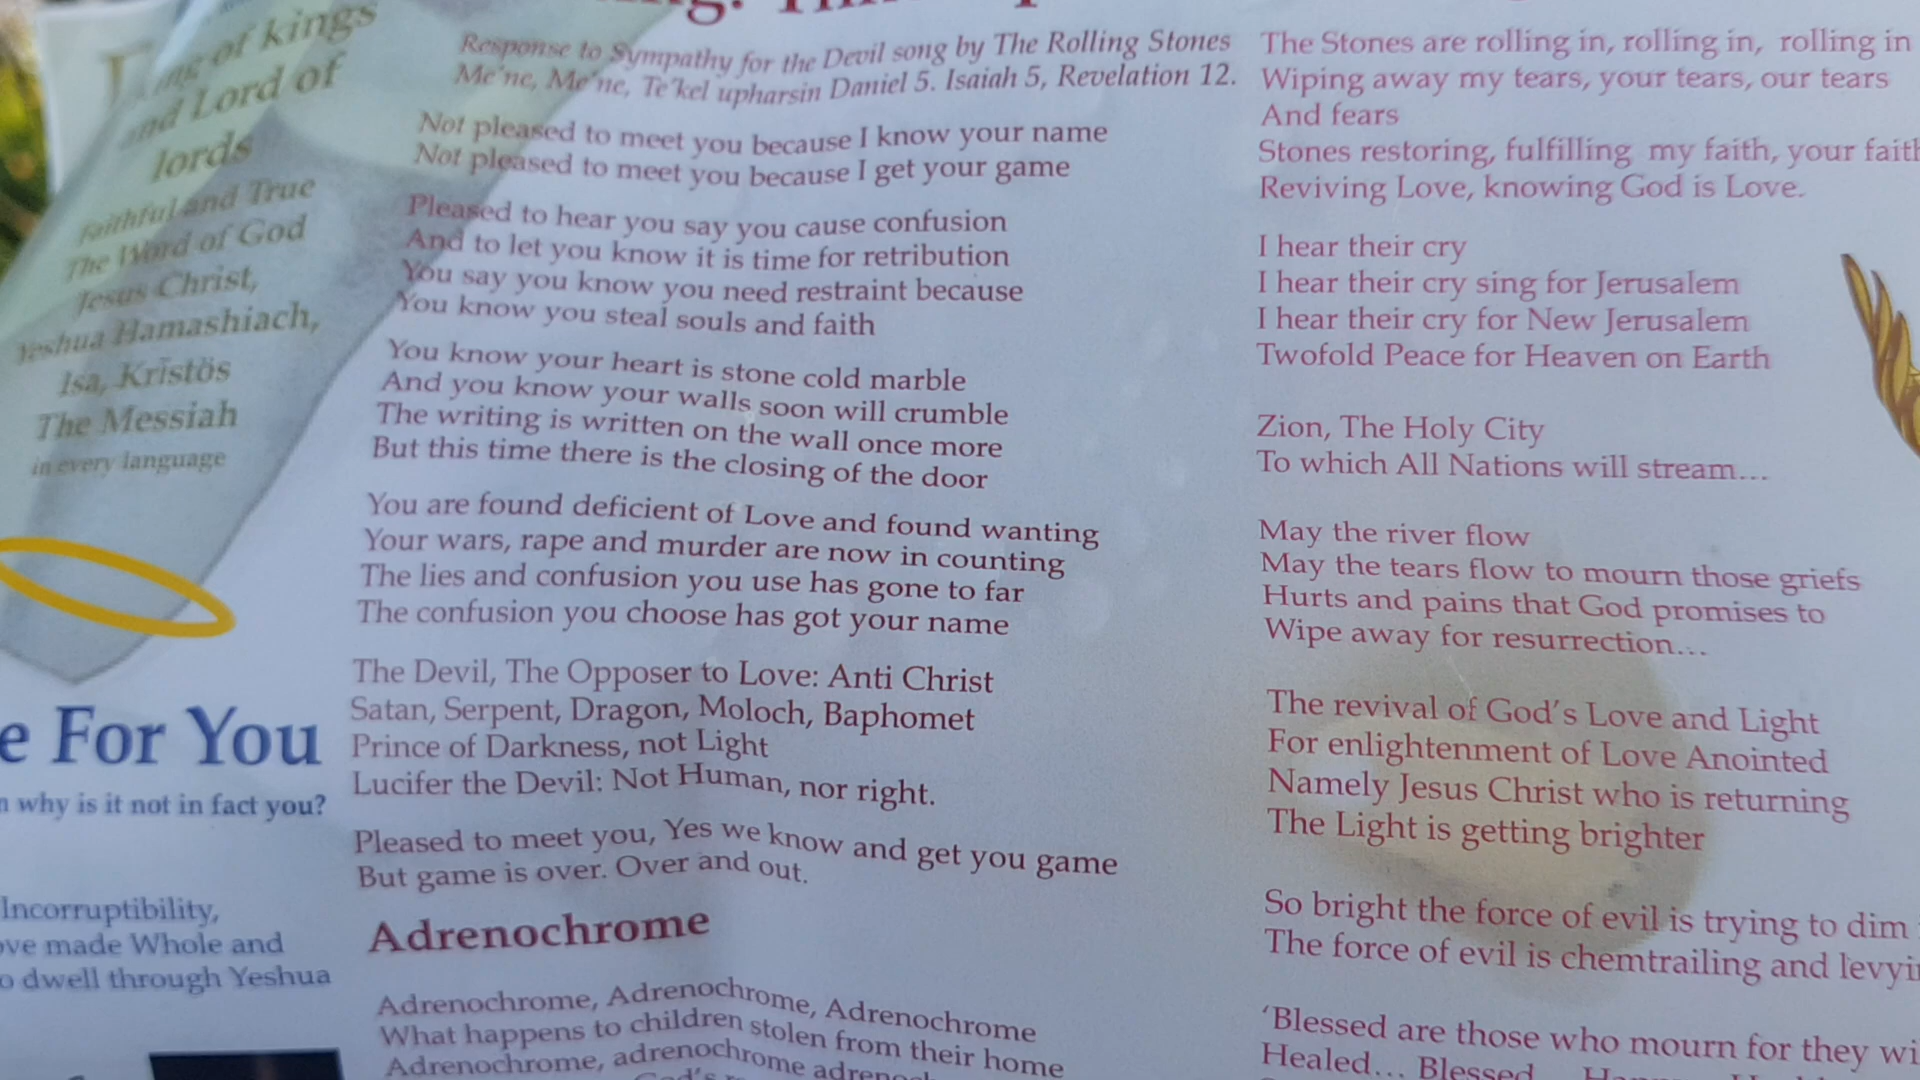 of kings
and Lord of
lords
Faithful and True
The Word of God
Jesus Christ,
Yeshua Hamashiach,
Isa, Kristös
The Messiah
in every language
e For You
why is it not in fact you?
Incorruptibility,
ove made Whole and
o dwell through Yeshua
Response to Sympathy for the Devil song by The Rolling Stones
Me'ne, Me'ne, Te'kel upharsin Daniel 5. Isaiah 5, Revelation 12.
Not pleased to meet you because I know your name
Not pleased to meet you because I get your game
Pleased to hear you say you cause confusion
And to let you know it is time for retribution
You say you know you need restraint because
You know you steal souls and faith
You know your heart is stone cold marble
And you know your walls soon will crumble
The writing is written on the wall once more
But this time there is the closing of the door
You are found deficient of Love and found wanting
Your wars, rape and murder are now in counting
The lies and confusion you use has gone to far
The confusion you choose has got your name
The Devil, The Opposer to Love: Anti Christ
Satan, Serpent, Dragon, Moloch, Baphomet
Prince of Darkness, not Light
Lucifer the Devil: Not Human, nor right.
Pleased to meet you, Yes we know and get you game
But game is over. Over and out.
Adrenochrome
Adrenochrome, Adrenochrome, Adrenochrome
What happens to children stolen from their home
Adrenochrome, adrenochrome
The Stones are rolling in, rolling in, rolling in
Wiping away my tears, your tears, our tears
And fears
Stones restoring, fulfilling my faith, your faith
Reviving Love, knowing God is Love.
I hear their cry
I hear their cry sing for Jerusalem
I hear their cry for New Jerusalem
Twofold Peace for Heaven on Earth
Zion, The Holy City
To which All Nations will stream...
May the river flow
May the tears flow to mourn those griefs
Hurts and pains that God promises to
Wipe away for resurrection...
The revival of God's Love and Light
For enlightenment of Love Anointed
Namely Jesus Christ who is returning
The Light is getting brighter
So bright the force of evil is trying to dim
The force of evil is chemtrailing and levyi
'Blessed are those who mourn for they wi
Healed... Blessed...